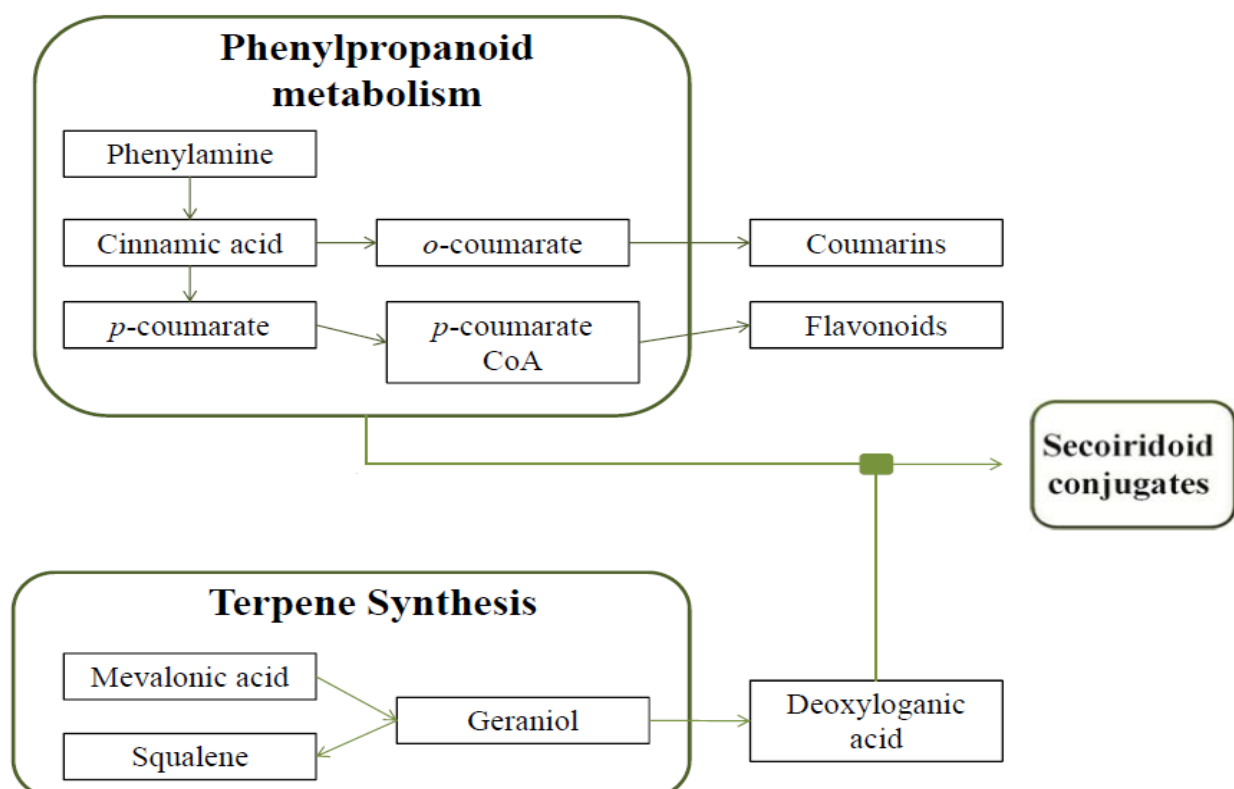 Phenylpropanoid
metabolism
Phenylamine
Cinnamic acid
o-coumarate
Coumarins
p-coumarate
p-coumarate
CoA
Flavonoids
Secoiridoid
conjugates
Terpene Synthesis
Mevalonic acid
Geraniol
Squalene
Deoxyloganic
acid